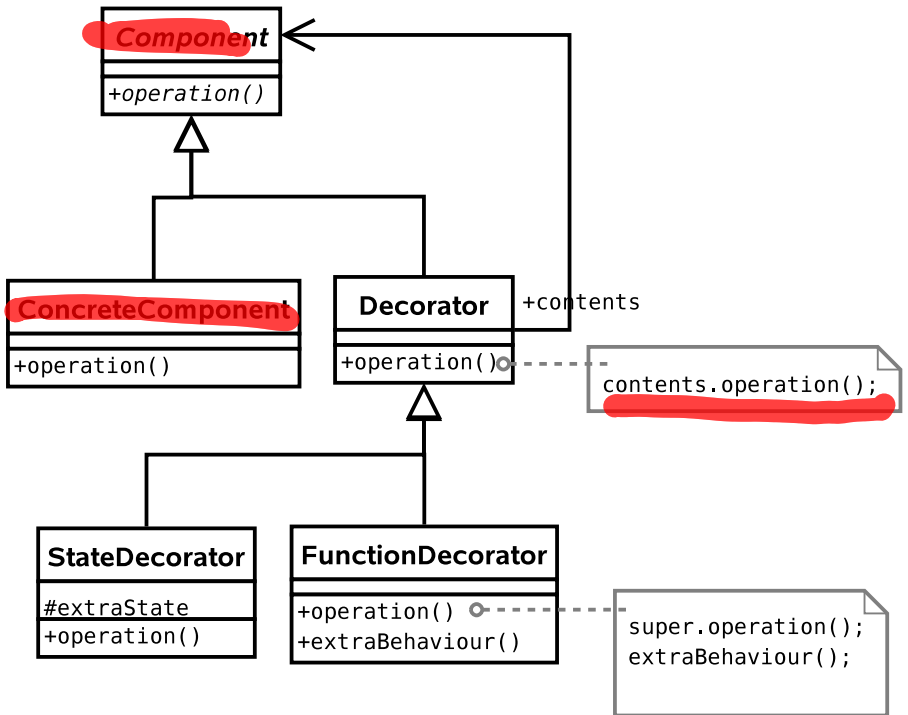 Component
+operation()
ConcreteComponent
+operation()
Decorator
+contents
+operation()
contents.operation();
StateDecorator
#extraState
+operation()
FunctionDecorator
+operation()
+extraBehaviour()
super.operation();
extraBehaviour();